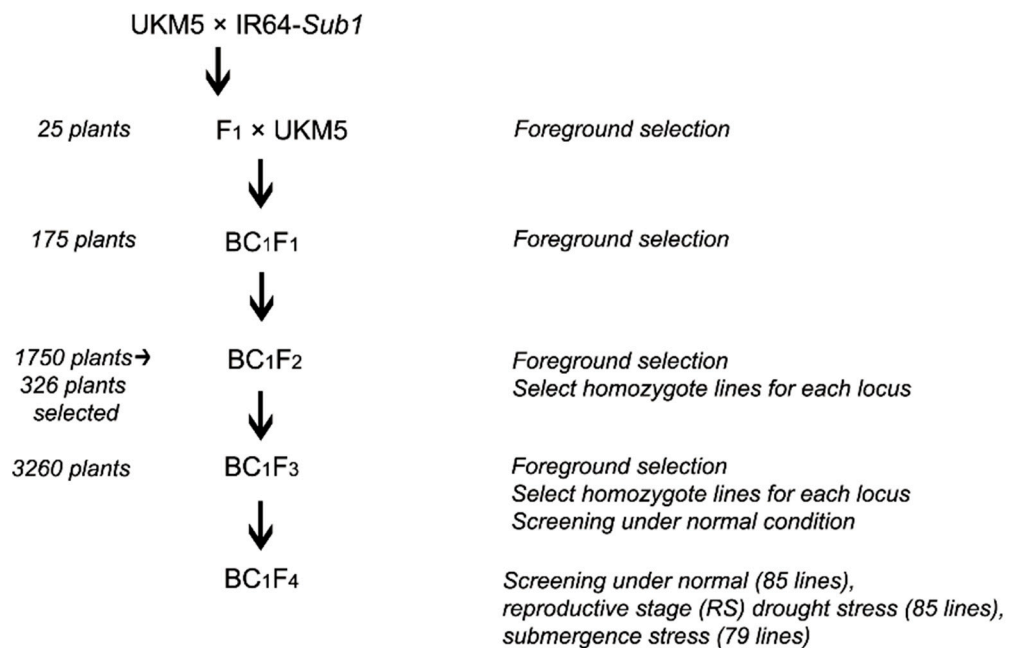 UKM5 × IR64-Sub1
25 plants F1 × UKM5 Foreground selection
175 plants BC1F1 Foreground selection
1750 plants→ BC1F2 Foreground selection
326 plants Select homozygote lines for each locus
selected
3260 plants BC1F3 Foreground selection
Select homozygote lines for each locus
Screening under normal condition
BC1F4 Screening under normal (85 lines),
reproductive stage (RS) drought stress (85 lines),
submergence stress (79 lines)